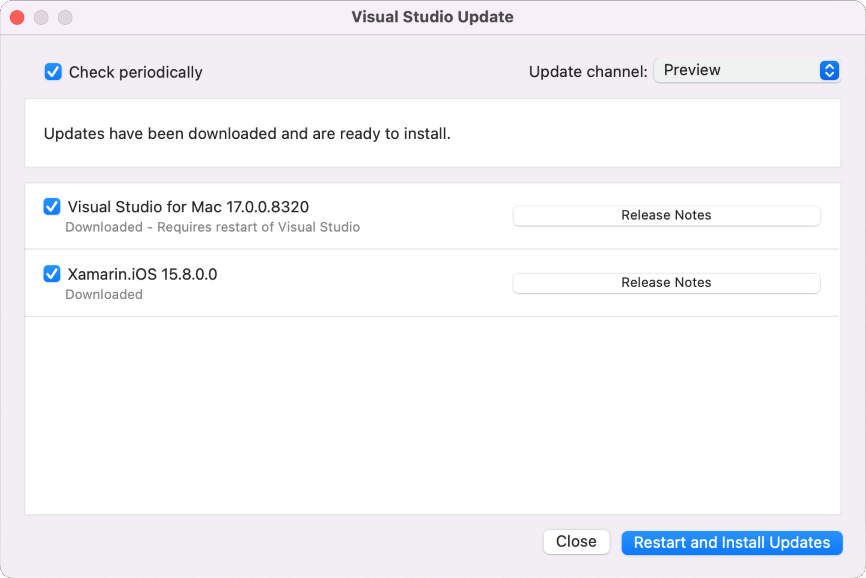 Visual Studio Update
Check periodically
Update channel: Preview
Updates have been downloaded and are ready to install.
Visual Studio for Mac 17.0.0.8320
Downloaded - Requires restart of Visual Studio
Release Notes
Xamarin.iOS 15.8.0.0
Downloaded
Release Notes
Close
Restart and Install Updates